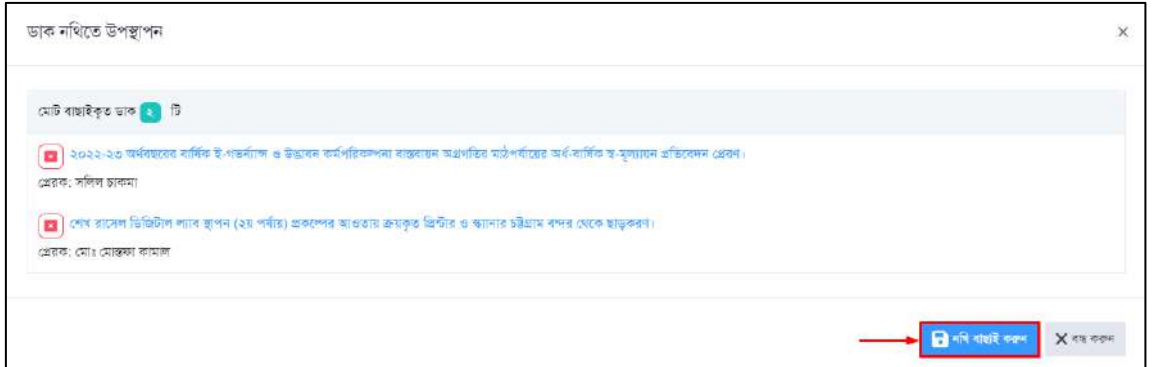 ডাক নথিতে উপস্থাপন
মোট বাছাইকৃত ডাক ২ টি
২০২২-২৩ অর্থবছরের বার্ষিক ই-গভর্ন্যান্স ও উদ্ভাবন কর্মপরিকল্পনা বাস্তবায়ন অগ্রগতির মাঠপর্যায়ের অর্ধ-বার্ষিক স্ব-মূল্যায়ন প্রতিবেদন প্রেরণ।
প্রেরক: সলিল চাকমা
শেখ রাসেল ডিজিটাল ল্যাব স্থাপন (২য় পর্যায়) প্রকল্পের আওতায় ক্রয়কৃত প্রিন্টার ও স্ক্যানার চট্টগ্রাম বন্দর থেকে ছাড়করণ।
প্রেরক: মোঃ মোস্তফা কামাল
নথি বাছাই করুন
বন্ধ করুন